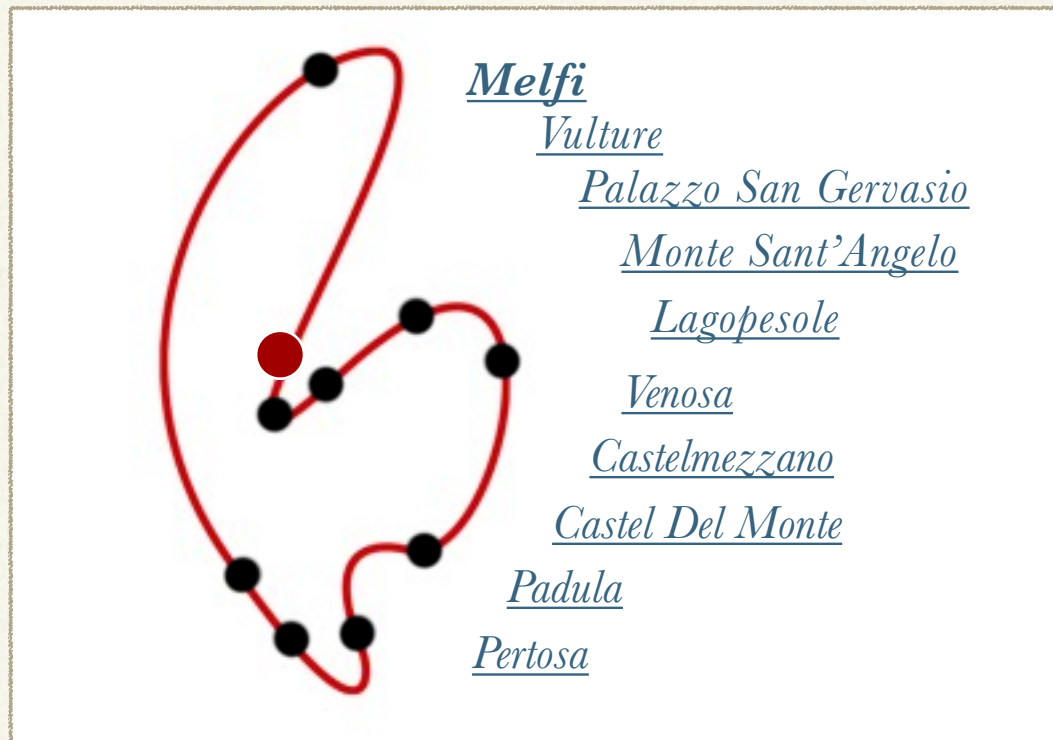 Melfi
Vulture
Palazzo San Gervasio
Monte Sant’Angelo
Lagopesole
Venosa
Castelmezzano
Castel Del Monte
Padula
Pertosa